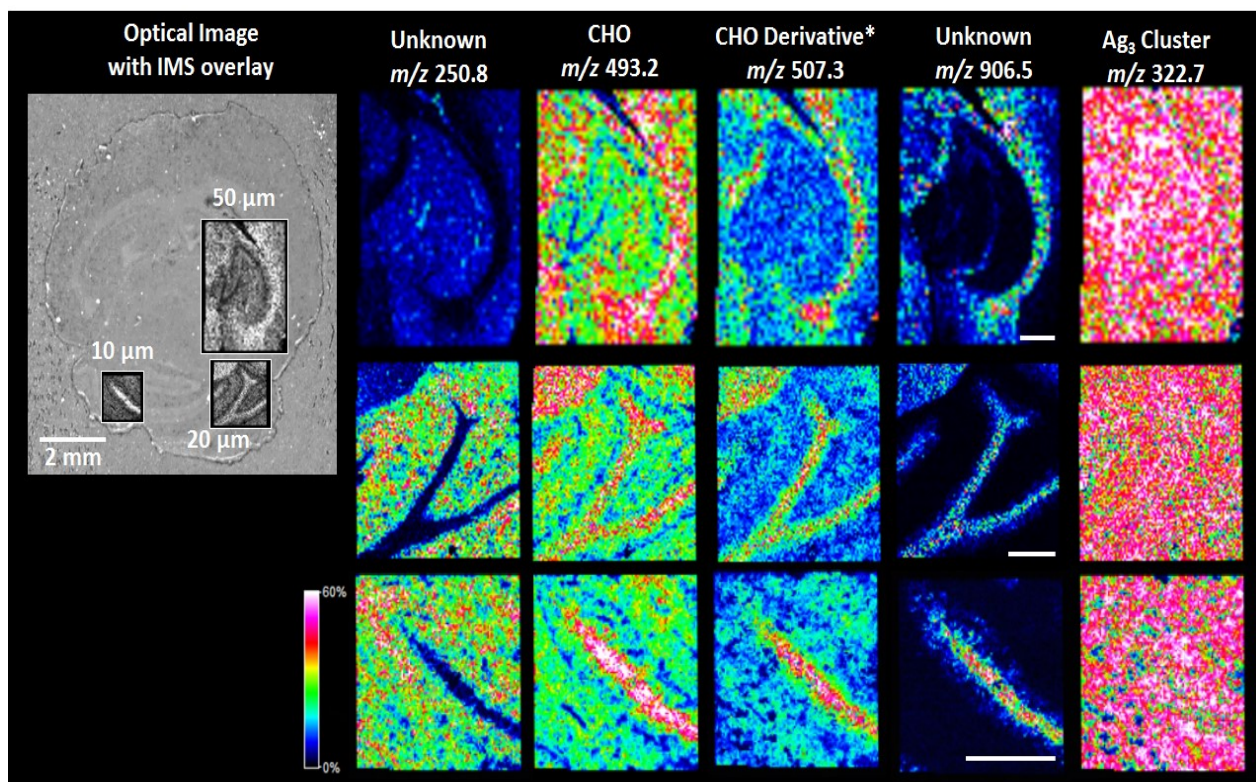 Optical Image
with IMS overlay
Unknown
m/z 250.8
CHO
m/z 493.2
CHO Derivative*
m/z 507.3
Unknown
m/z 906.5
Ag₃ Cluster
m/z 322.7
50 µm
10 µm
20 µm
2 mm
60%
0%